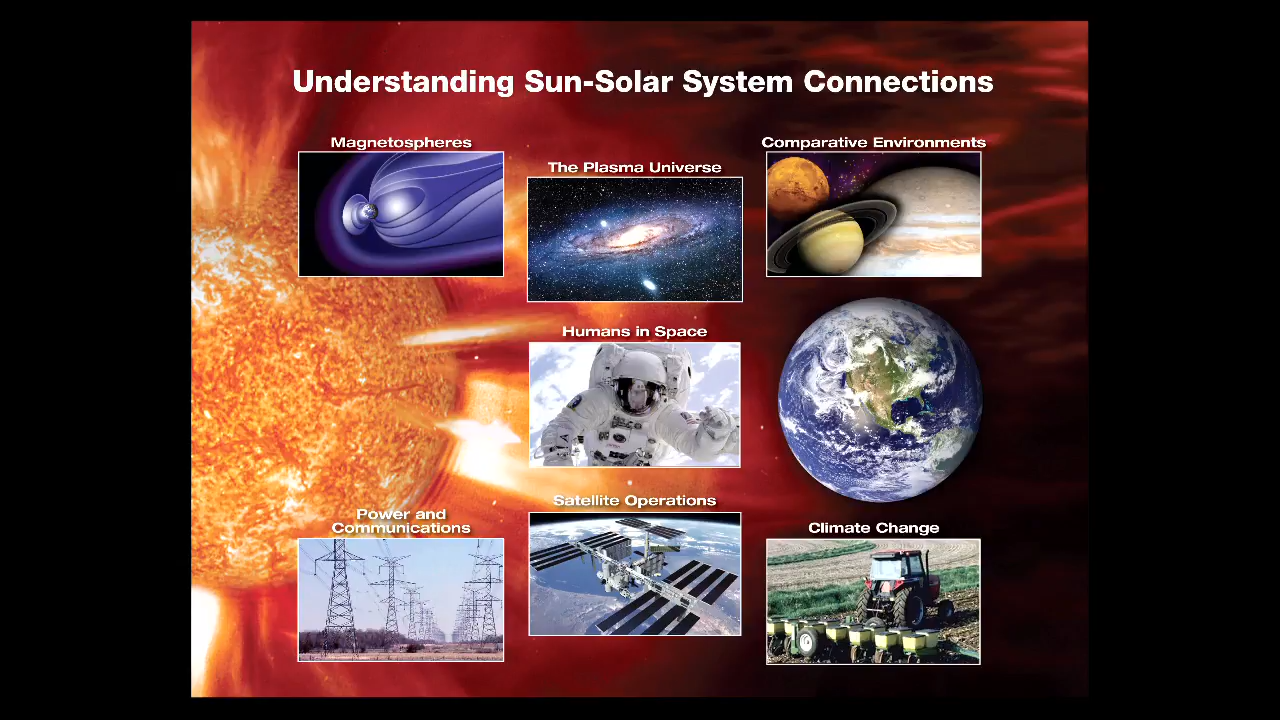 Understanding Sun-Solar System Connections
Magnetospheres
The Plasma Universe
Comparative Environments
Humans in Space
Power and
Communications
Satellite Operations
Climate Change